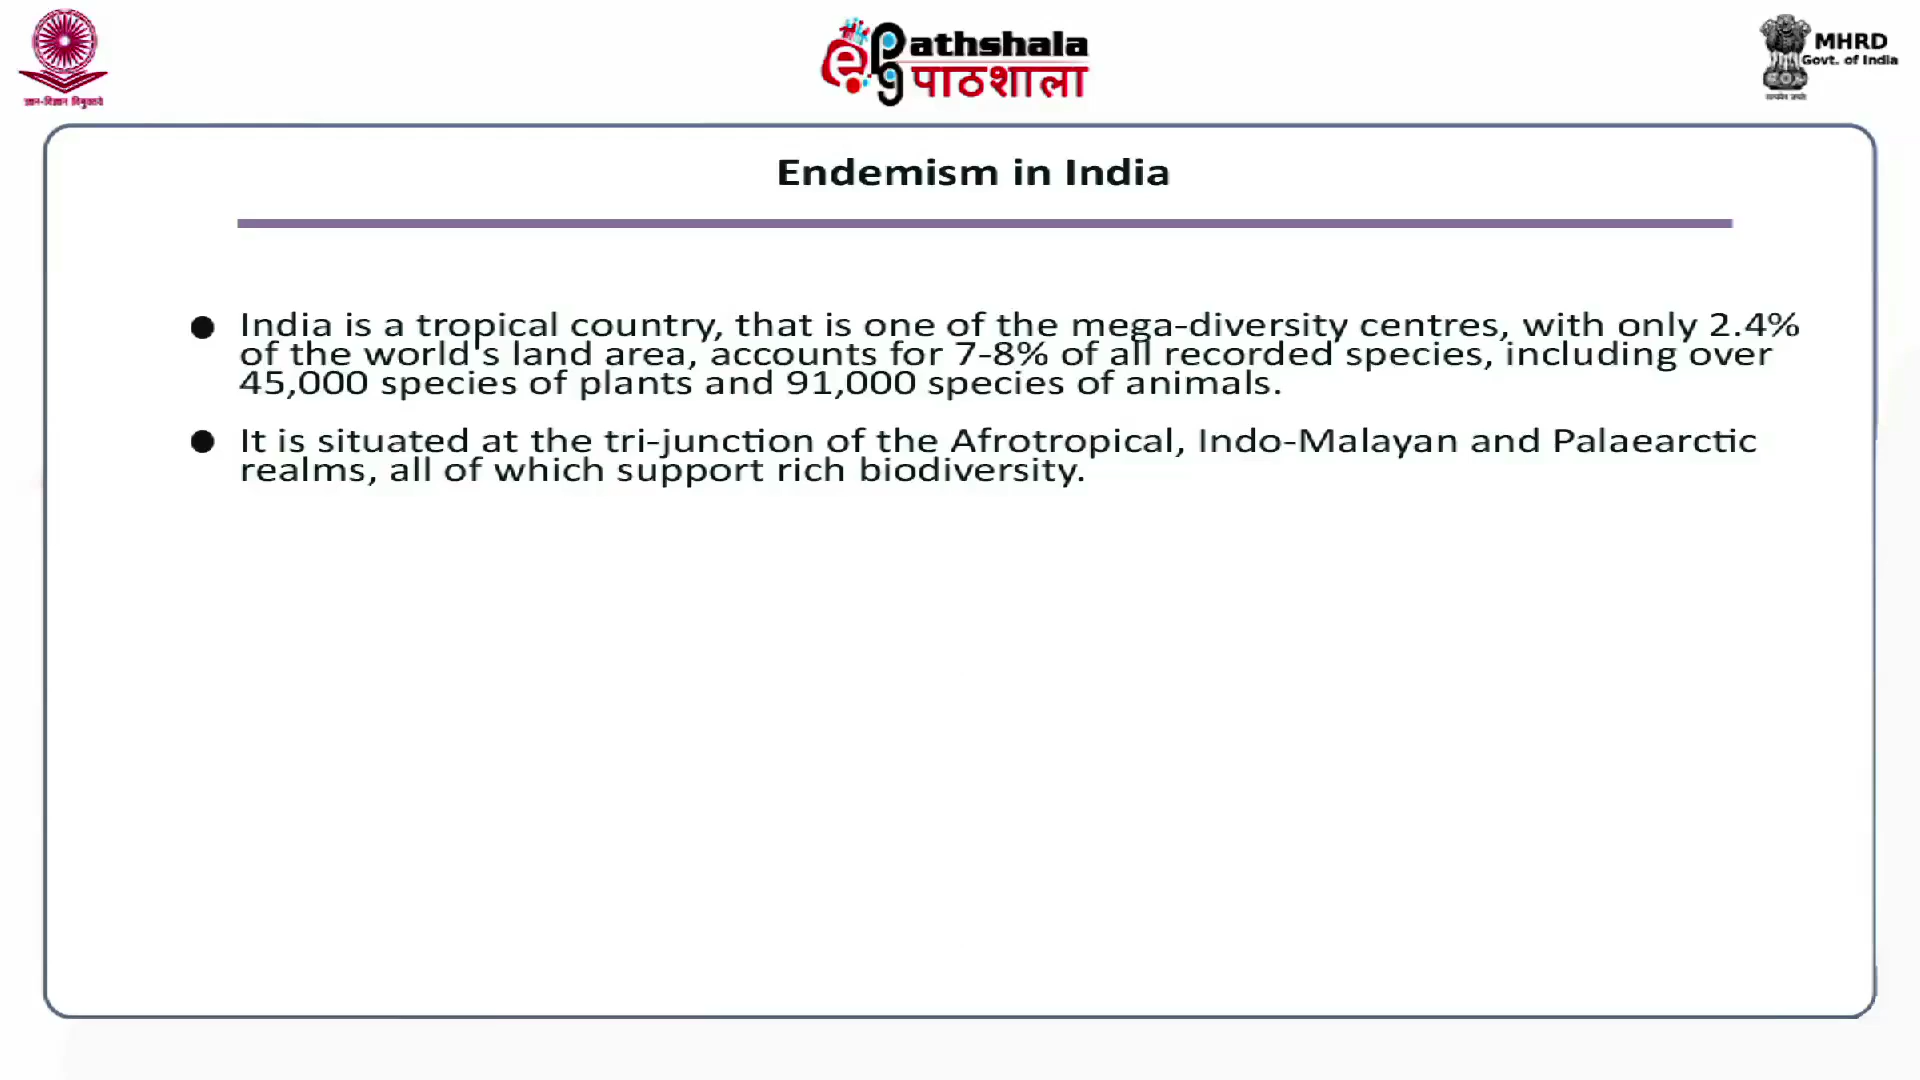 ज्ञान-विज्ञान विमुक्तये
Pathshala
पाठशाला
MHRD
Govt. of India
Endemism in India
● India is a tropical country, that is one of the mega-diversity centres, with only 2.4%
of the world's land area, accounts for 7-8% of all recorded species, including over
45,000 species of plants and 91,000 species of animals.
● It is situated at the tri-junction of the Afrotropical, Indo-Malayan and Palaearctic
realms, all of which support rich biodiversity.